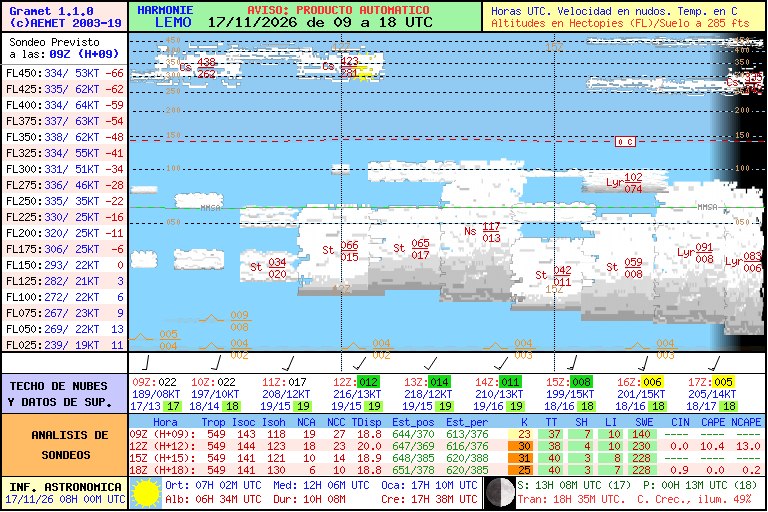 Gramet 1.1.0
(c)AEMET 2003-19
HARMONIE
LEMO
AVISO: PRODUCTO AUTOMATICO
17/11/2026 de 09 a 18 UTC
Horas UTC. Velocidad en nudos. Temp. en C
Altitudes en Hectopies (FL)/Suelo a 285 fts
Sondeo Previsto
a las: 09Z (H+09)
FL450:334/ 53KT -66
FL425:335/ 62KT -62
FL400:334/ 64KT -59
FL375:337/ 63KT -54
FL350:338/ 62KT -48
FL325:334/ 55KT -41
FL300:331/ 51KT -34
FL275:336/ 46KT -28
FL250:335/ 35KT -22
FL225:330/ 25KT -16
FL200:320/ 25KT -11
FL175:306/ 25KT -6
FL150:293/ 22KT 0
FL125:282/ 21KT 3
FL100:272/ 22KT 6
FL075:267/ 23KT 9
FL050:269/ 22KT 13
FL025:239/ 19KT 11
Cs 438
262
Cs 423
281
0 C
150
100
050
MMSA
MMSA
Lyr 102
074
St 034
020
St 066
015
St 065
017
Ns 117
013
St 042
011
St 059
008
Lyr 091
008
Lyr 083
006
009
008
005
004
004
002
004
002
004
003
TECHO DE NUBES
Y DATOS DE SUP.
09Z:022 10Z:022 11Z:017 12Z:012 13Z:014 14Z:011 15Z:008 16Z:006 17Z:005
189/08KT 197/10KT 208/12KT 216/13KT 218/12KT 210/13KT 199/15KT 201/15KT 205/14KT
17/13 17 18/14 18 19/15 19 19/15 19 19/16 19 19/16 19 19/16 19 19/16 18 18/17 18
ANALISIS DE
SONDEOS
Hora Trop Isoc Isoh NCA NCC TDisp Est_pos Est_per K TT SH LI SWE CIN CAPE NCAPE
09Z (H+09): 549 143 118 19 27 18.8 644/370 613/376 23 37 5 10 140 ---- ---- ----
12Z (H+12): 549 144 123 18 23 20.0 647/369 616/382 30 38 4 10 230 0.0 10.4 13.0
15Z (H+15): 549 141 121 10 14 18.9 648/385 620/385 31 40 3 8 228 ---- ---- ----
18Z (H+18): 549 141 130 6 10 18.8 651/378 620/385 25 40 3 7 228 0.9 0.0 0.2
INF. ASTRONOMICA
17/11/26 08H 00M UTC
Ort: 07H 02M UTC Med: 12H 06M UTC Oca: 17H 10M UTC
Alb: 06H 34M UTC Dur: 10H 08M Cre: 17H 38M UTC
S: 13H 08M UTC (17) P: 00H 13M UTC (18)
Tran: 18H 35M UTC. C. Crec., ilum. 49%